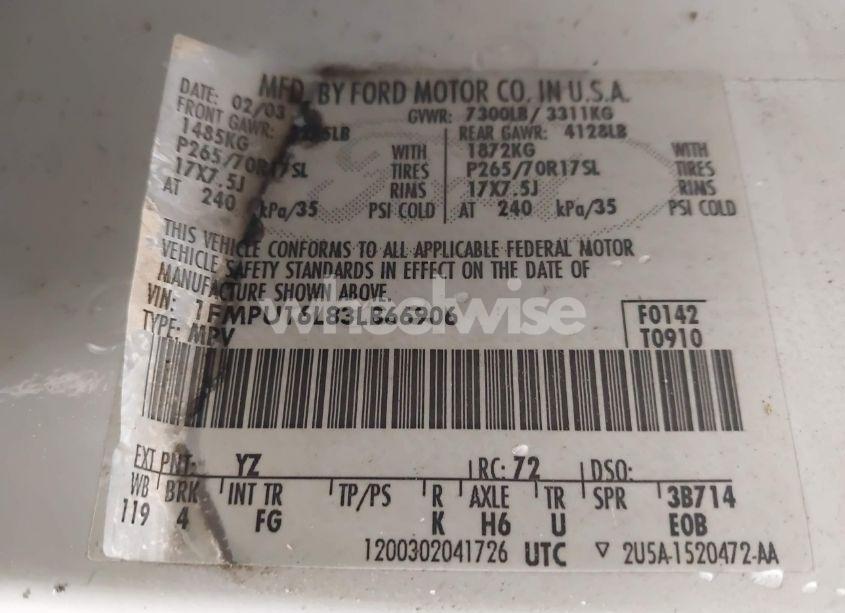 MFD. BY FORD MOTOR CO. IN U.S.A.
DATE: 02/03 GVWR: 7300LB/ 3311KG
FRONT GAWR: LB REAR GAWR: 4128LB
1485KG WITH 1872KG WITH
P265/70R17SL TIRES P265/70R17SL TIRES
17X7.5J RIMS 17X7.5J RIMS
AT 240 kPa/35 PSI COLD AT 240 kPa/35 PSI COLD
THIS VEHICLE CONFORMS TO ALL APPLICABLE FEDERAL MOTOR
VEHICLE SAFETY STANDARDS IN EFFECT ON THE DATE OF
MANUFACTURE SHOWN ABOVE.
VIN: 1FMPU16L83LB46906 F0142
TYPE: MPV T0910
wheelwise
EXT PNT: YZ RC: 72 DSO:
WB BRK INT TR TP/PS R AXLE TR SPR 3B714
119 4 FG K H6 U EOB
1200302041726 UTC ▽ 2U5A-1520472-AA